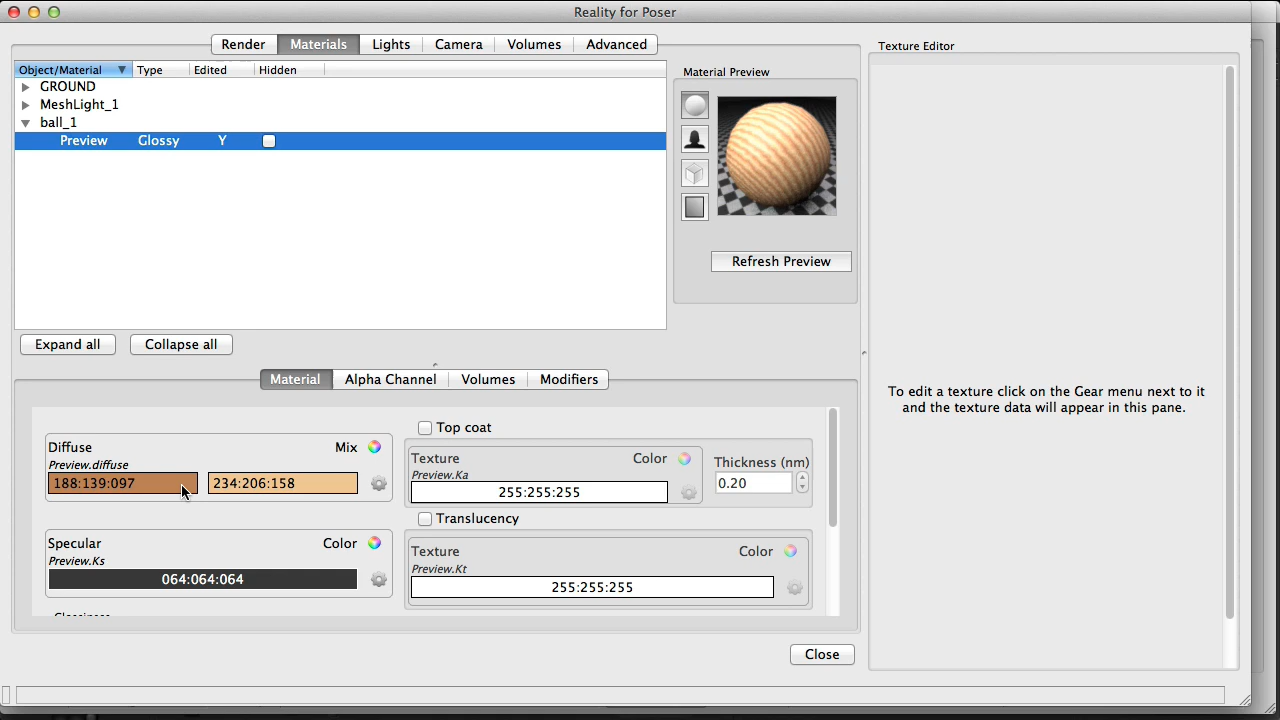 Reality for Poser
Render Materials Lights Camera Volumes Advanced
Object/Material Type Edited Hidden
GROUND
MeshLight_1
ball_1
Preview Glossy Y
Expand all Collapse all
Material Preview
Refresh Preview
Material Alpha Channel Volumes Modifiers
Diffuse Mix
Preview.diffuse
188:139:097 234:206:158
Specular Color
Preview.Ks
064:064:064
Glossiness
Top coat
Texture Color
Preview.Ka
255:255:255
Thickness (nm)
0.20
Translucency
Texture Color
Preview.Kt
255:255:255
Close
Texture Editor
To edit a texture click on the Gear menu next to it
and the texture data will appear in this pane.